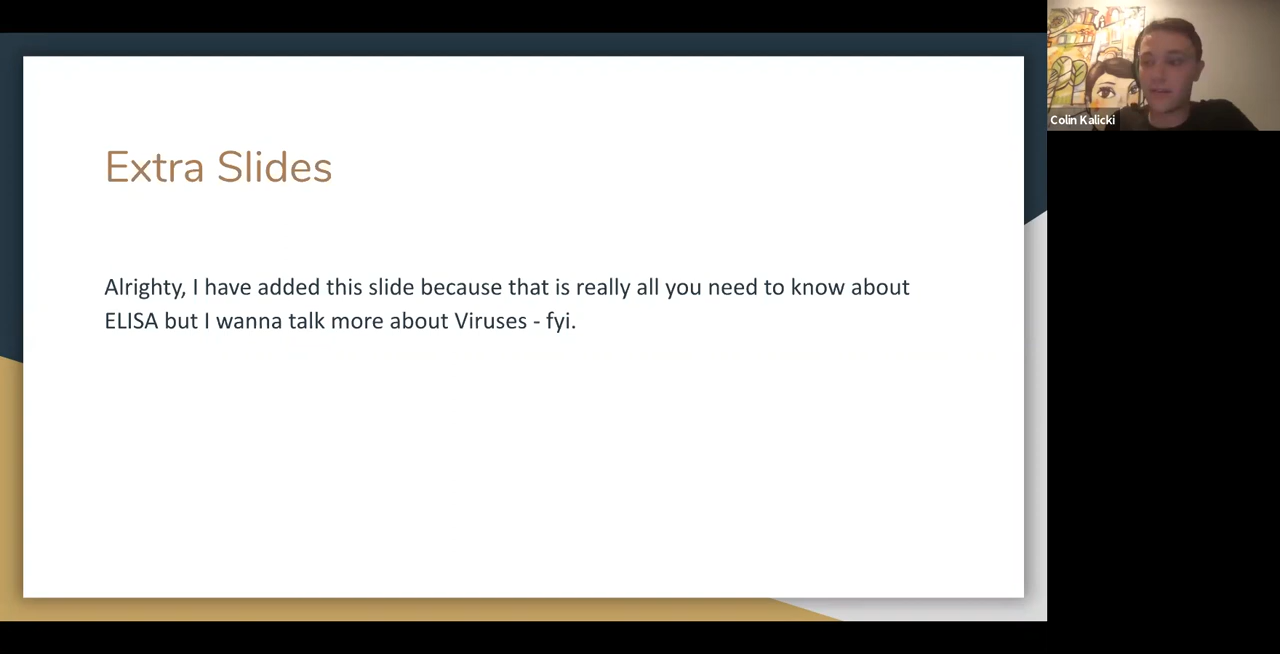 Extra Slides
Alrighty, I have added this slide because that is really all you need to know about
ELISA but I wanna talk more about Viruses - fyi.
Colin Kalicki